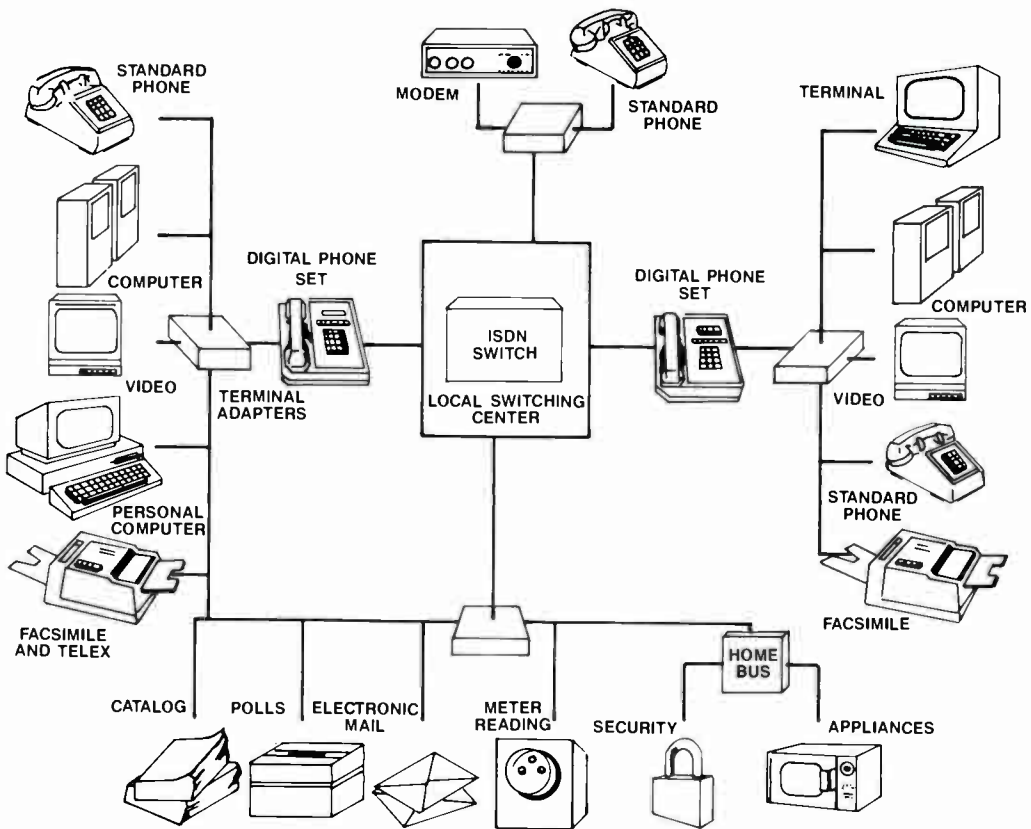 STANDARD
PHONE
MODEM
STANDARD
PHONE
TERMINAL
COMPUTER
DIGITAL PHONE
SET
DIGITAL PHONE
SET
COMPUTER
ISDN
SWITCH
VIDEO
TERMINAL
ADAPTERS
LOCAL SWITCHING
CENTER
VIDEO
PERSONAL
COMPUTER
STANDARD
PHONE
FACSIMILE
AND TELEX
FACSIMILE
HOME
BUS
CATALOG
POLLS
ELECTRONIC
MAIL
METER
READING
SECURITY
APPLIANCES